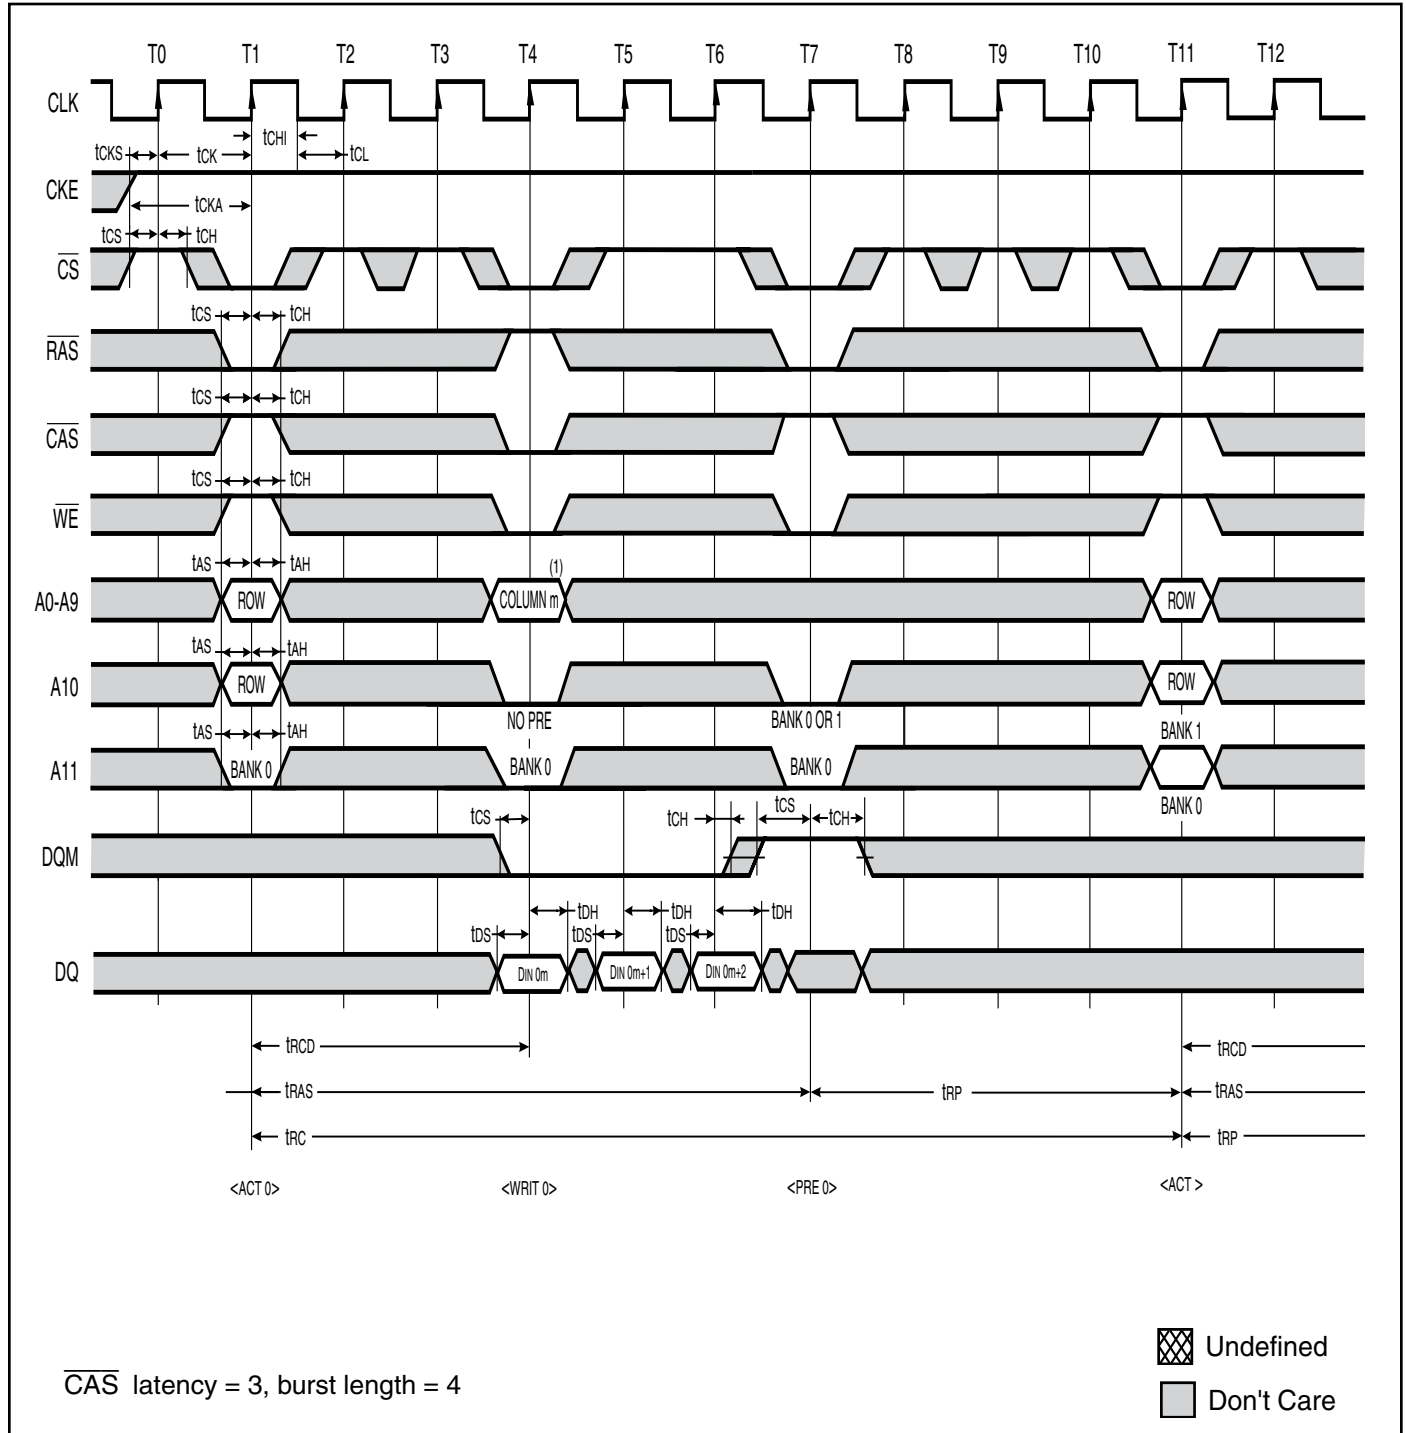 T0 T1 T2 T3 T4 T5 T6 T7 T8 T9 T10 T11 T12
CLK
tCHI
tCKS tCK tCL
CKE
tCKA
tCS tCH
CS
tCS tCH
RAS
tCS tCH
CAS
tCS tCH
WE
tAS tAH (1)
A0-A9 ROW COLUMN m ROW
tAS tAH
A10 ROW ROW
NO PRE BANK 0 OR 1
tAS tAH BANK 1
A11 BANK 0 BANK 0 BANK 0
BANK 0
tCS tCH tCS tCH
DQM
tDH tDH tDH
tDS tDS tDS
DQ DIN 0m DIN 0m+1 DIN 0m+2
tRCD tRCD
tRAS tRP tRAS
tRC tRP
<ACT 0> <WRIT 0> <PRE 0> <ACT >
Undefined
CAS latency = 3, burst length = 4
Don't Care